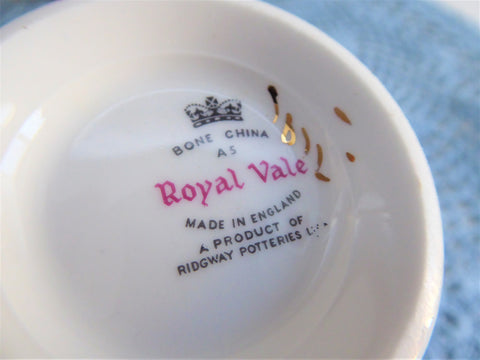 BONE CHINA
A5
Royal Vale
MADE IN ENGLAND
A PRODUCT OF
RIDGWAY POTTERIES